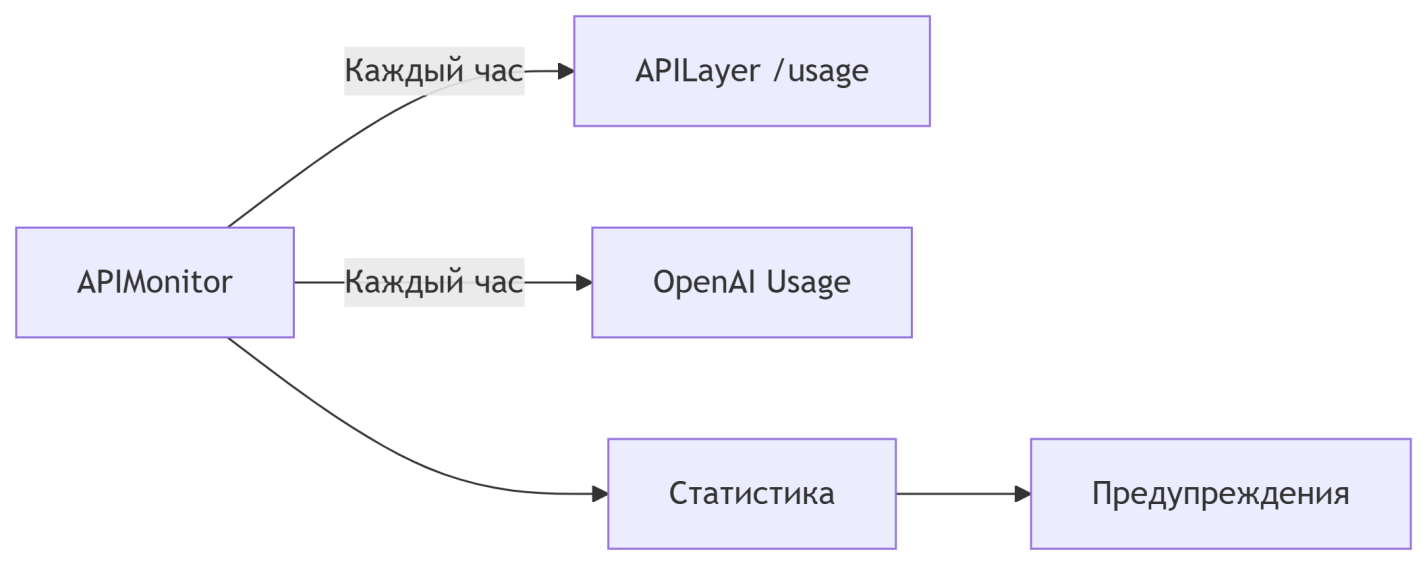 Каждый час
APILayer /usage
APIMonitor
Каждый час
OpenAI Usage
Статистика
Предупреждения